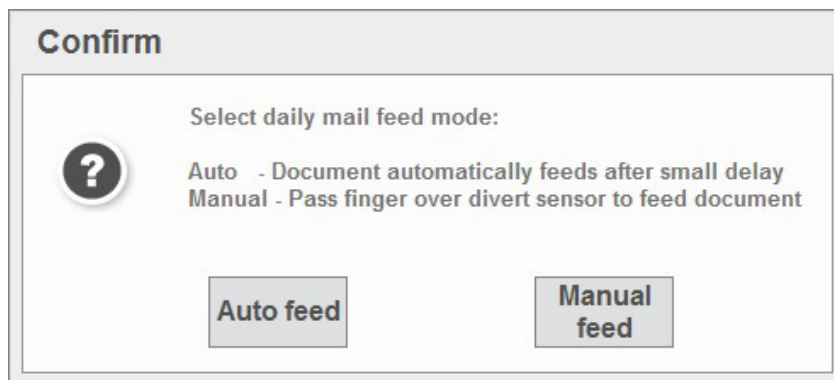 Confirm
Select daily mail feed mode:
Auto - Document automatically feeds after small delay
Manual - Pass finger over divert sensor to feed document
Auto feed
Manual
feed